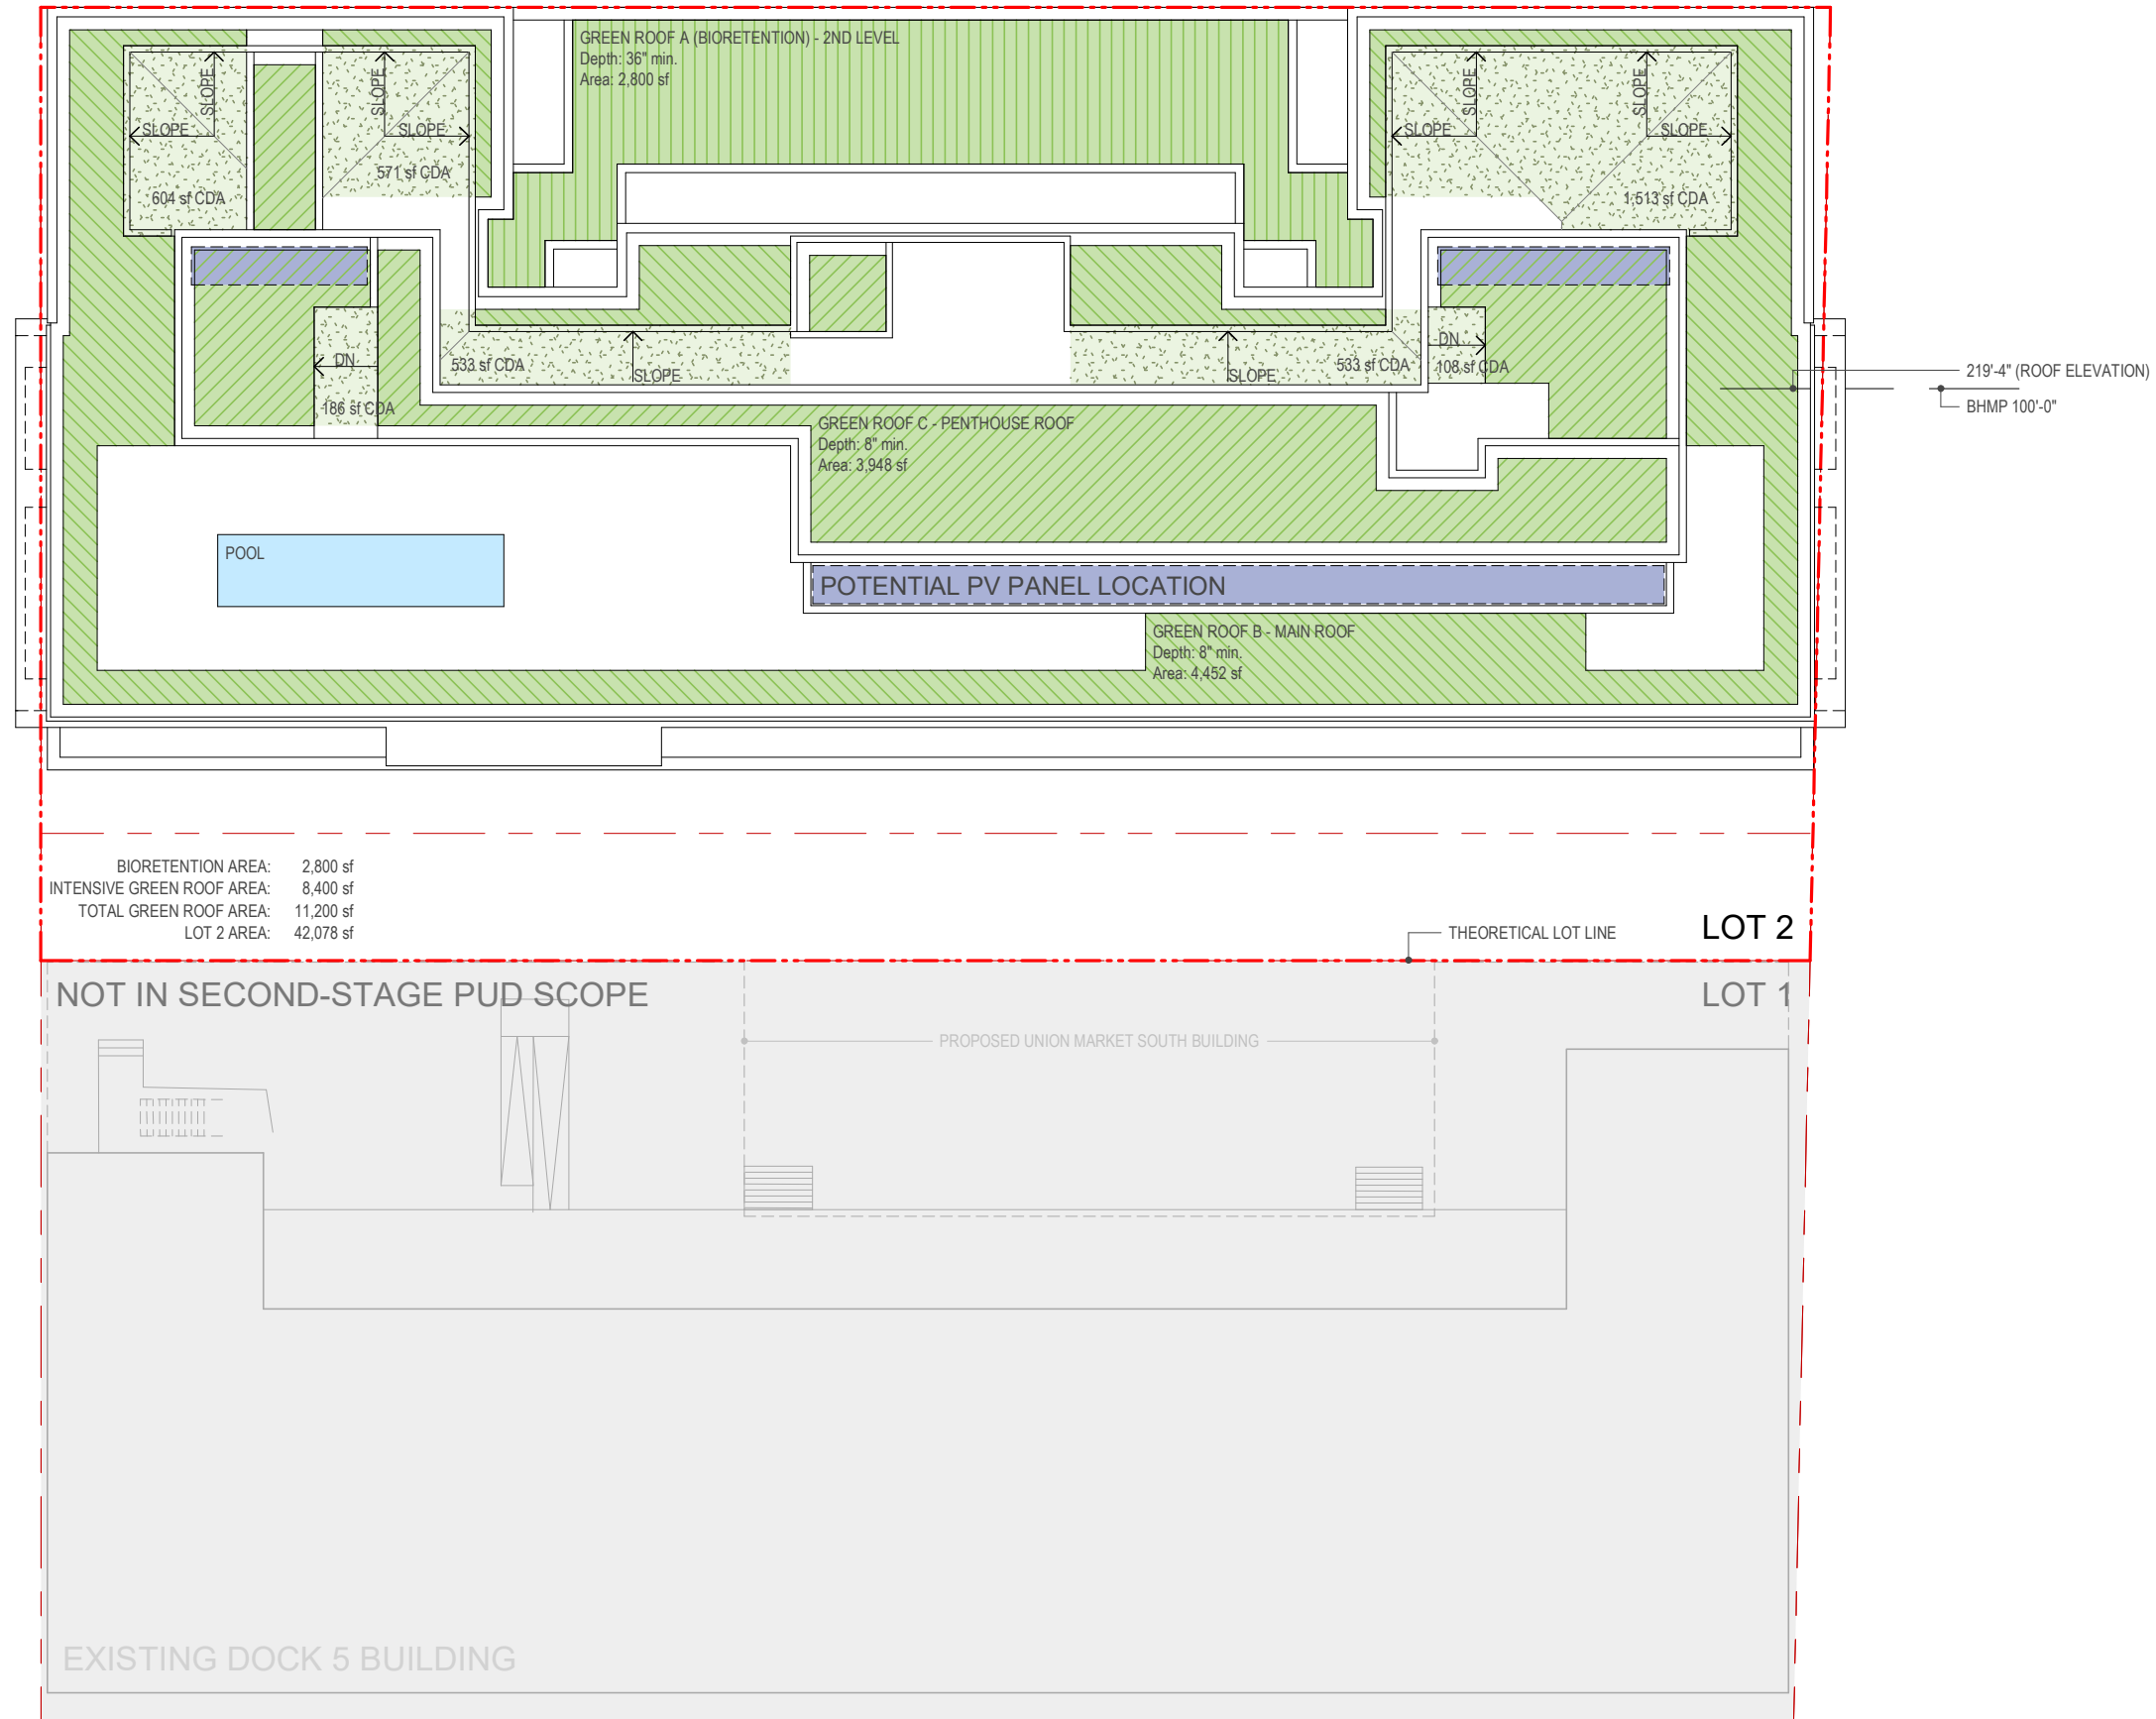 GREEN ROOF A (BIORETENTION) - 2ND LEVEL
Depth: 36" min.
Area: 2,800 sf
SLOPE
SLOPE
SLOPE
SLOPE
SLOPE
SLOPE
SLOPE
SLOPE
571 sf CDA
604 sf CDA
1,513 sf CDA
DN
DN
533 sf CDA
SLOPE
SLOPE
533 sf CDA
108 sf CDA
186 sf CDA
219'-4" (ROOF ELEVATION)
BHMP 100'-0"
GREEN ROOF C - PENTHOUSE ROOF
Depth: 8" min.
Area: 3,948 sf
POOL
POTENTIAL PV PANEL LOCATION
GREEN ROOF B - MAIN ROOF
Depth: 8" min.
Area: 4,452 sf
BIORETENTION AREA: 2,800 sf
INTENSIVE GREEN ROOF AREA: 8,400 sf
TOTAL GREEN ROOF AREA: 11,200 sf
LOT 2 AREA: 42,078 sf
THEORETICAL LOT LINE
LOT 2
NOT IN SECOND-STAGE PUD SCOPE
LOT 1
PROPOSED UNION MARKET SOUTH BUILDING
EXISTING DOCK 5 BUILDING